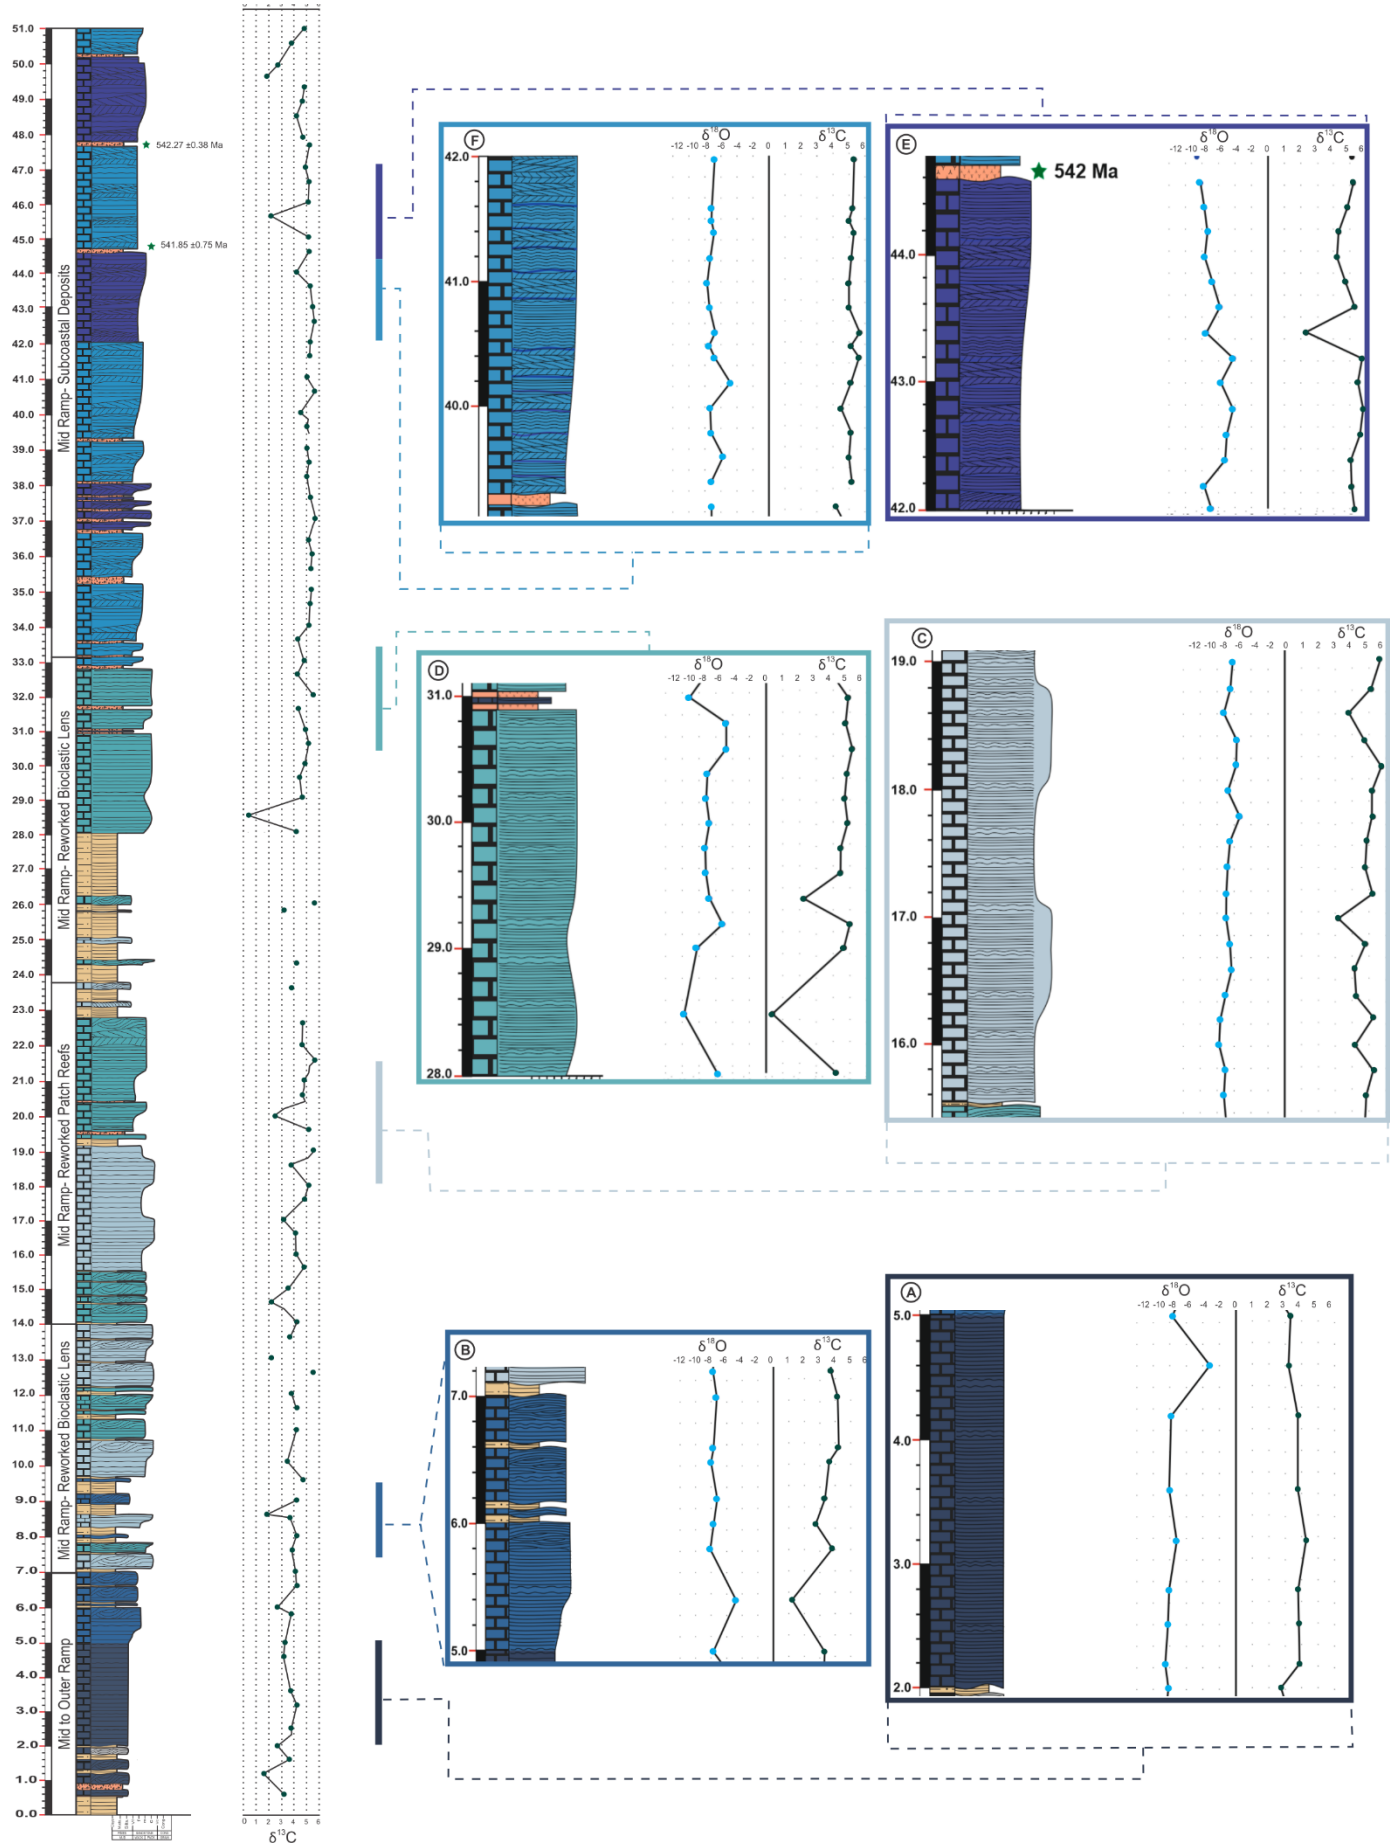 51.0
50.0
49.0
48.0
47.0
46.0
45.0
44.0
43.0
42.0
41.0
40.0
39.0
38.0
37.0
36.0
35.0
34.0
33.0
32.0
31.0
30.0
29.0
28.0
27.0
26.0
25.0
24.0
23.0
22.0
21.0
20.0
19.0
18.0
17.0
16.0
15.0
14.0
13.0
12.0
11.0
10.0
9.0
8.0
7.0
6.0
5.0
4.0
3.0
2.0
1.0
0.0
Mid Ramp- Subcoastal Deposits
Mid Ramp- Reworked Bioclastic Lens
Mid Ramp- Reworked Patch Reefs
Mid Ramp- Reworked Bioclastic Lens
Mid to Outer Ramp
542.27 ±0.38 Ma
541.85 ±0.75 Ma
0 1 2 3 4 5 6
0 1 2 3 4 5 6
δ13C
F
δ18O δ13C
-12 -10 -8 -6 -4 -2 0 1 2 3 4 5 6
42.0
41.0
40.0
E
δ18O δ13C
-12 -10 -8 -6 -4 -2 0 1 2 3 4 5 6
542 Ma
44.0
43.0
42.0
D
δ18O δ13C
-12 -10 -8 -6 -4 -2 0 1 2 3 4 5 6
31.0
30.0
29.0
28.0
C
δ18O δ13C
-12 -10 -8 -6 -4 -2 0 1 2 3 4 5 6
19.0
18.0
17.0
16.0
B
δ18O δ13C
-12 -10 -8 -6 -4 -2 0 1 2 3 4 5 6
7.0
6.0
5.0
A
δ18O δ13C
-12 -10 -8 -6 -4 -2 0 1 2 3 4 5 6
5.0
4.0
3.0
2.0